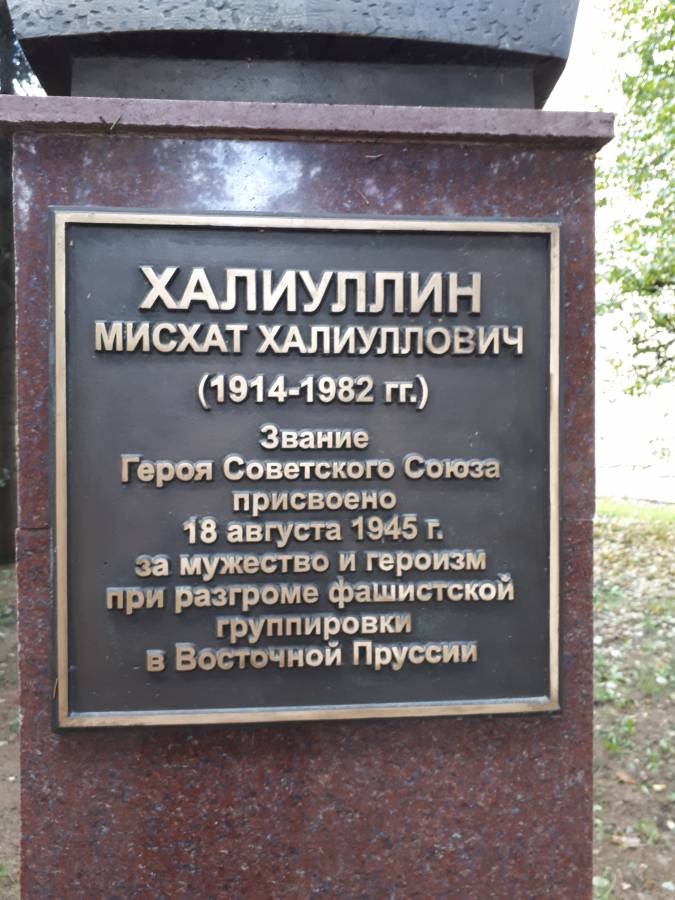 ХАЛИУЛЛИН
МИСХАТ ХАЛИУЛЛОВИЧ
(1914-1982 гг.)
Звание
Героя Советского Союза
присвоено
18 августа 1945 г.
за мужество и героизм
при разгроме фашистской
группировки
в Восточной Пруссии